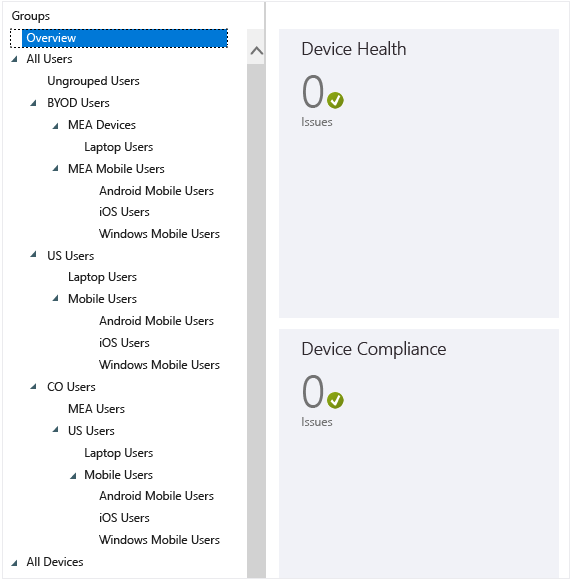 Groups
Overview
All Users
Ungrouped Users
BYOD Users
MEA Devices
Laptop Users
MEA Mobile Users
Android Mobile Users
iOS Users
Windows Mobile Users
US Users
Laptop Users
Mobile Users
Android Mobile Users
iOS Users
Windows Mobile Users
CO Users
MEA Users
US Users
Laptop Users
Mobile Users
Android Mobile Users
iOS Users
Windows Mobile Users
All Devices
Device Health
0
Issues
Device Compliance
0
Issues